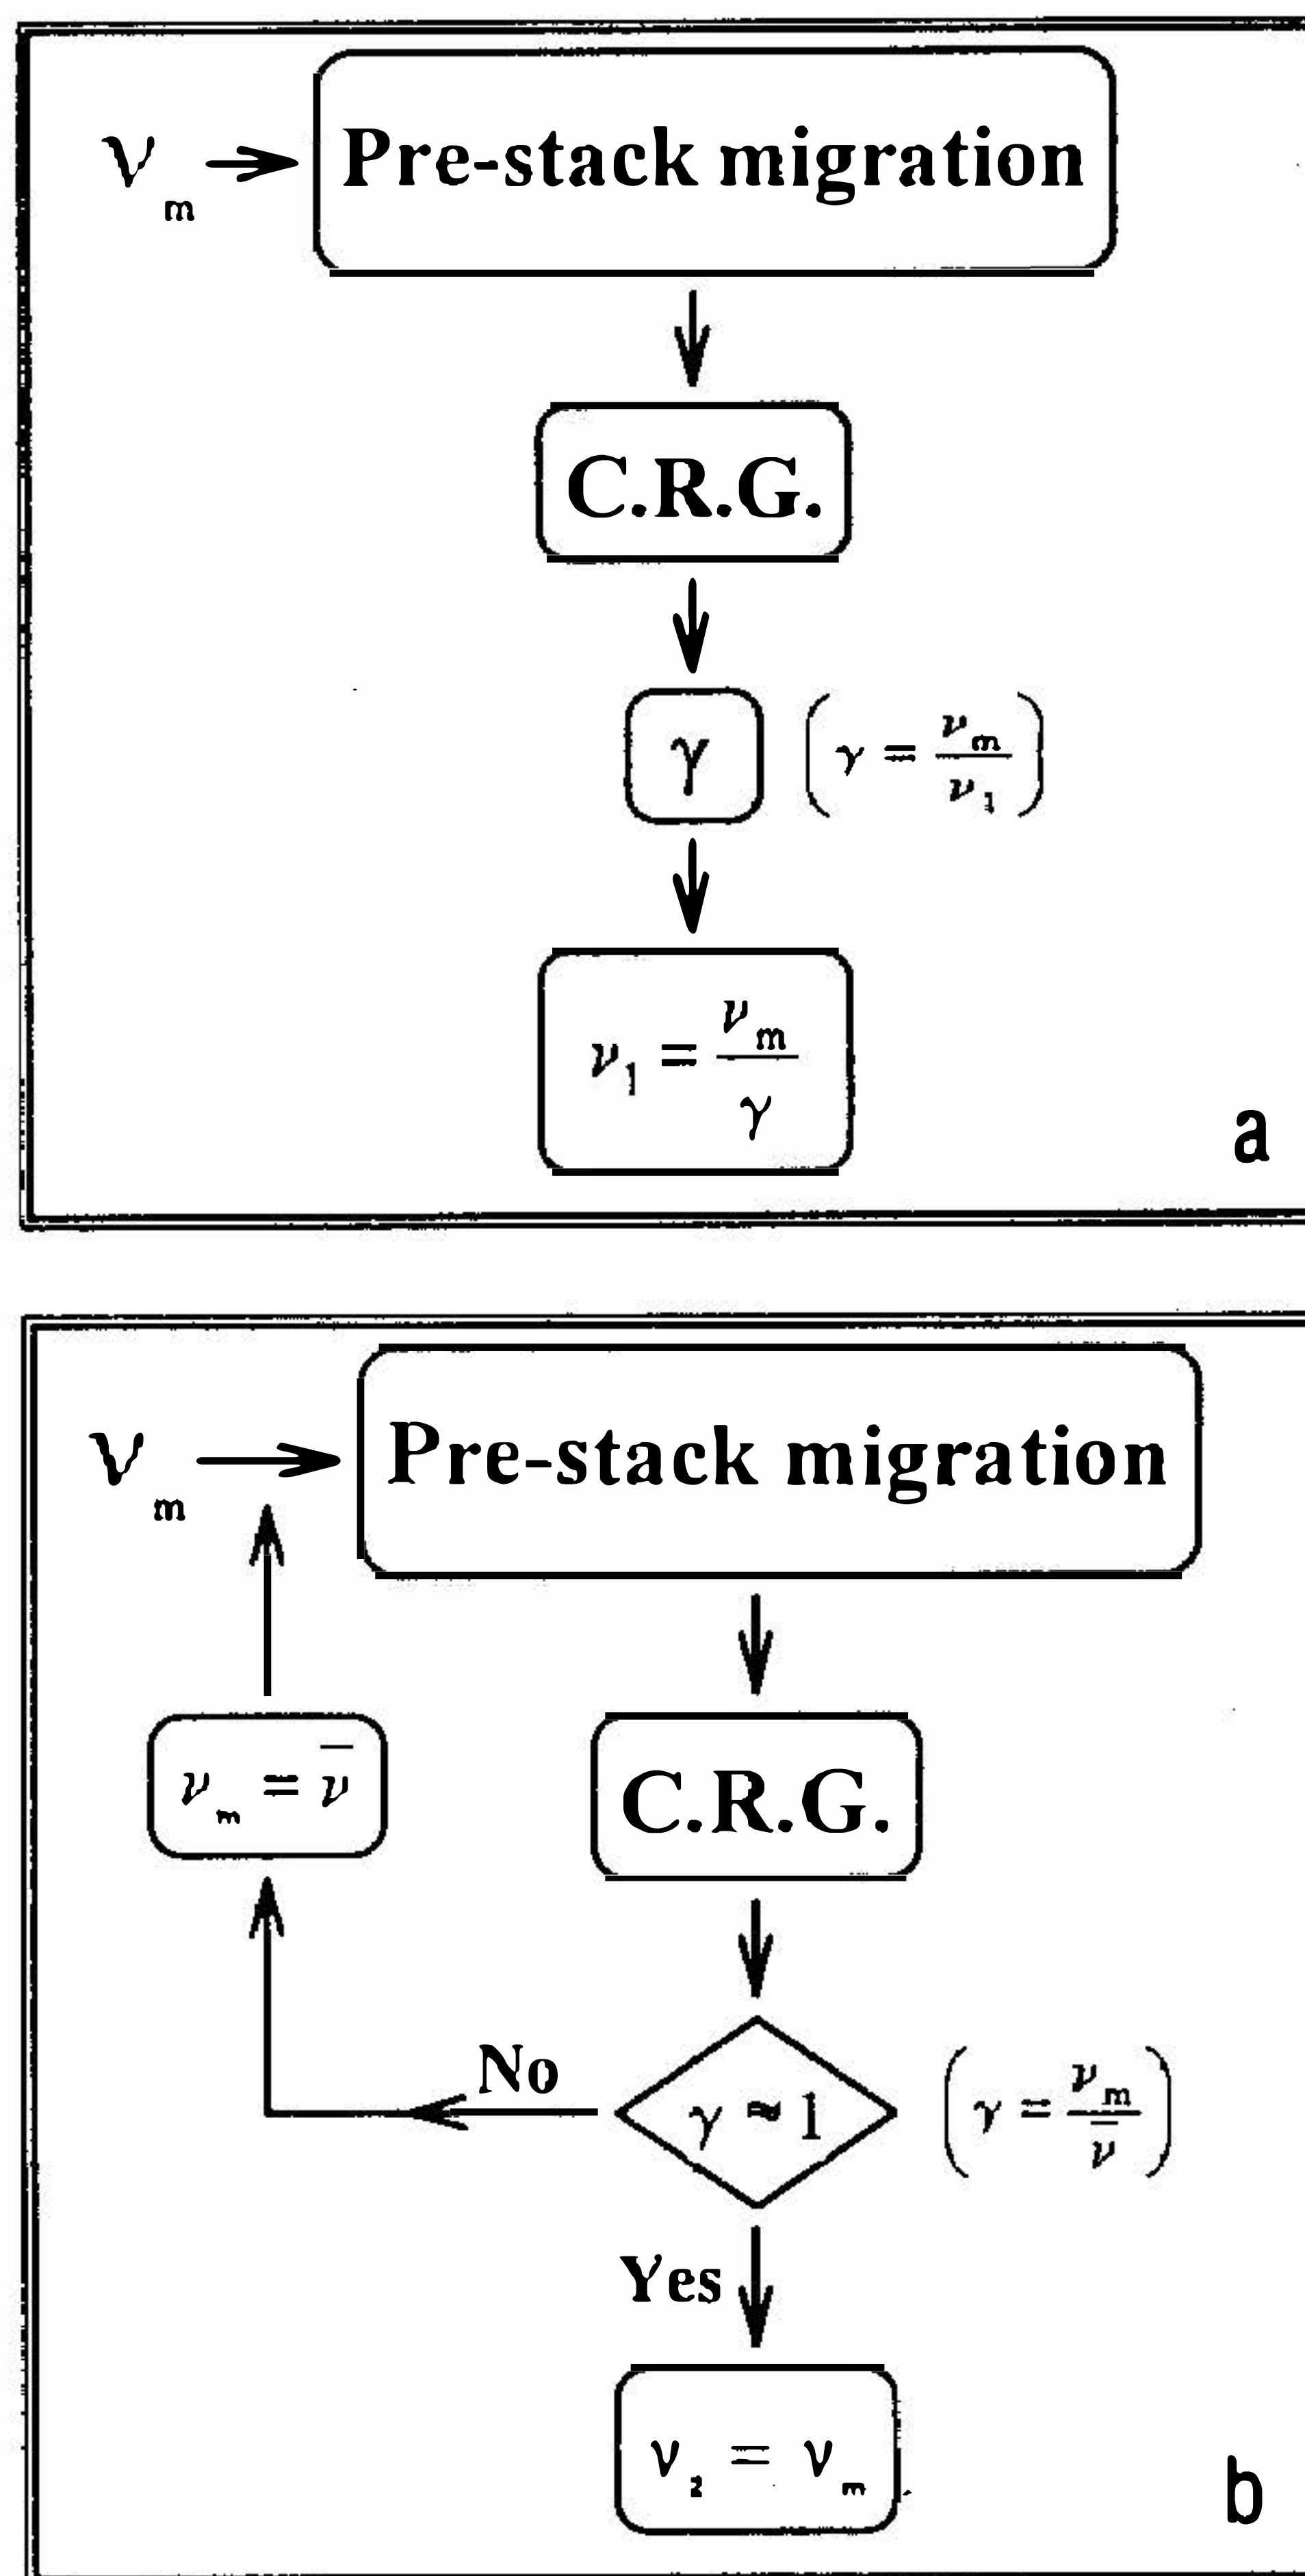 ν_m → Pre-stack migration
C.R.G.
γ (γ = ν_m / ν_1)
ν_1 = ν_m / γ
a
ν_m → Pre-stack migration
ν_m = ν̅
C.R.G.
No
γ ≈ 1 (γ = ν_m / ν̅)
Yes
ν_2 = ν_m
b